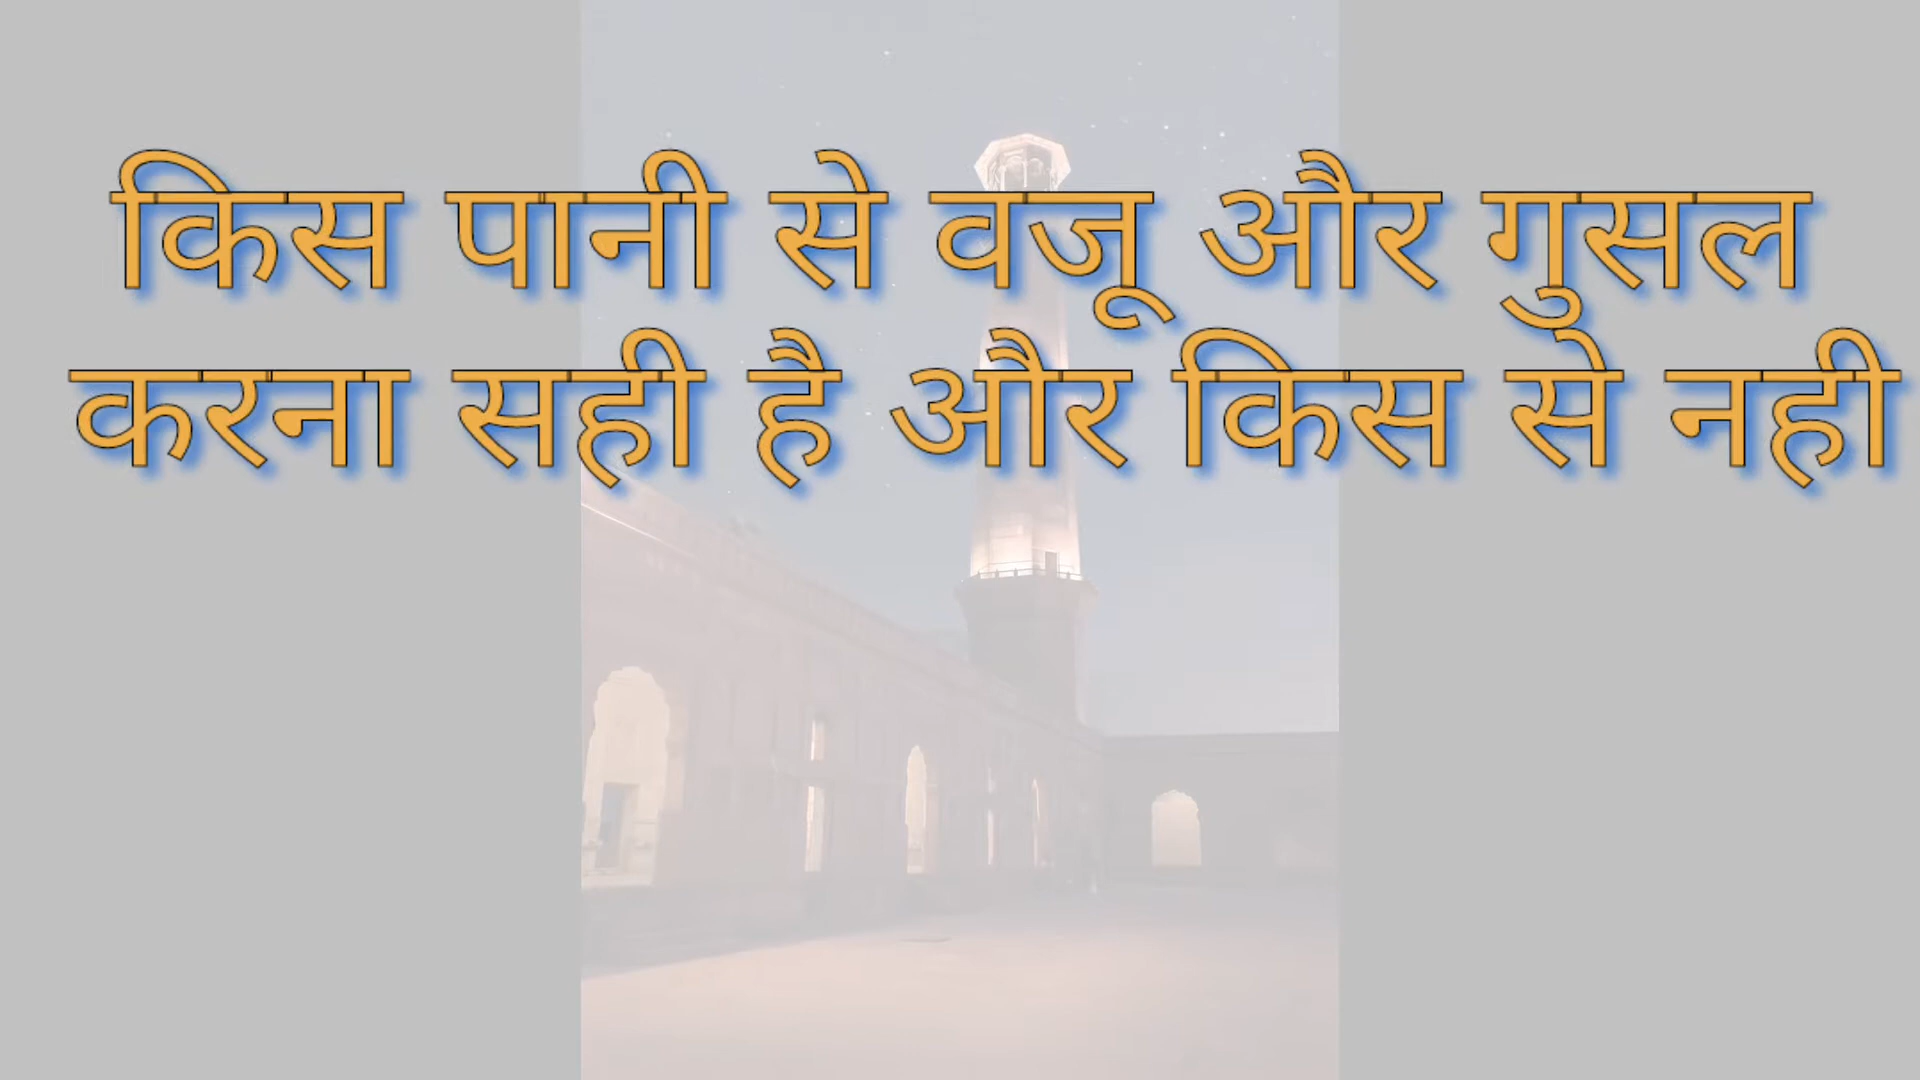 किस पानी से वजू और गुसल
करना सही है और किस से नही